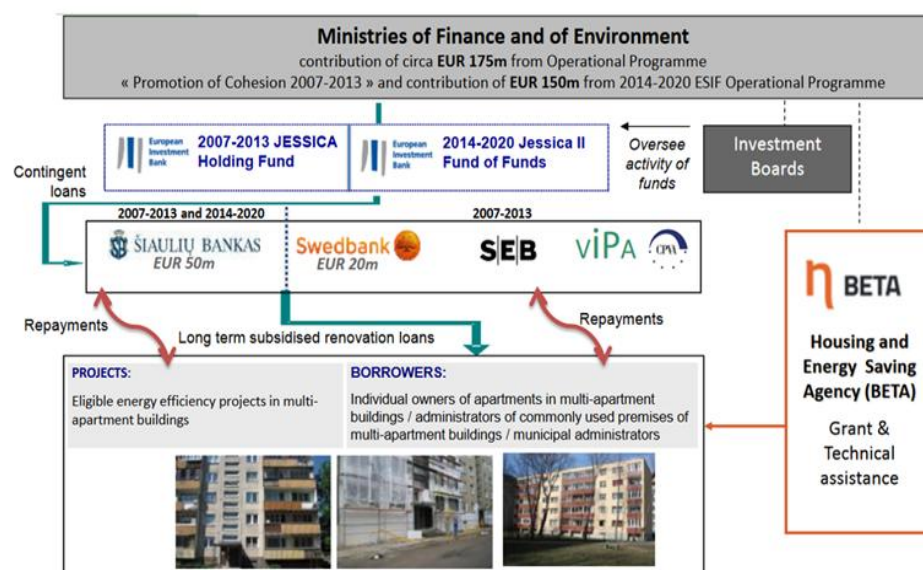 Ministries of Finance and of Environment
contribution of circa EUR 175m from Operational Programme
« Promotion of Cohesion 2007-2013 » and contribution of EUR 150m from 2014-2020 ESIF Operational Programme
European
Investment
Bank
2007-2013 JESSICA
Holding Fund
European
Investment
Bank
2014-2020 Jessica II
Fund of Funds
Oversee
activity of
funds
Investment
Boards
Contingent
loans
2007-2013 and 2014-2020
2007-2013
ŠB ŠIAULIŲ BANKAS
EUR 50m
Swedbank
EUR 20m
SEB
VIPA
CPVA
η BETA
Housing and
Energy Saving
Agency (BETA)
Grant &
Technical
assistance
Repayments
Long term subsidised renovation loans
Repayments
PROJECTS:
Eligible energy efficiency projects in multi-
apartment buildings
BORROWERS:
Individual owners of apartments in multi-apartment
buildings / administrators of commonly used premises of
multi-apartment buildings / municipal administrators